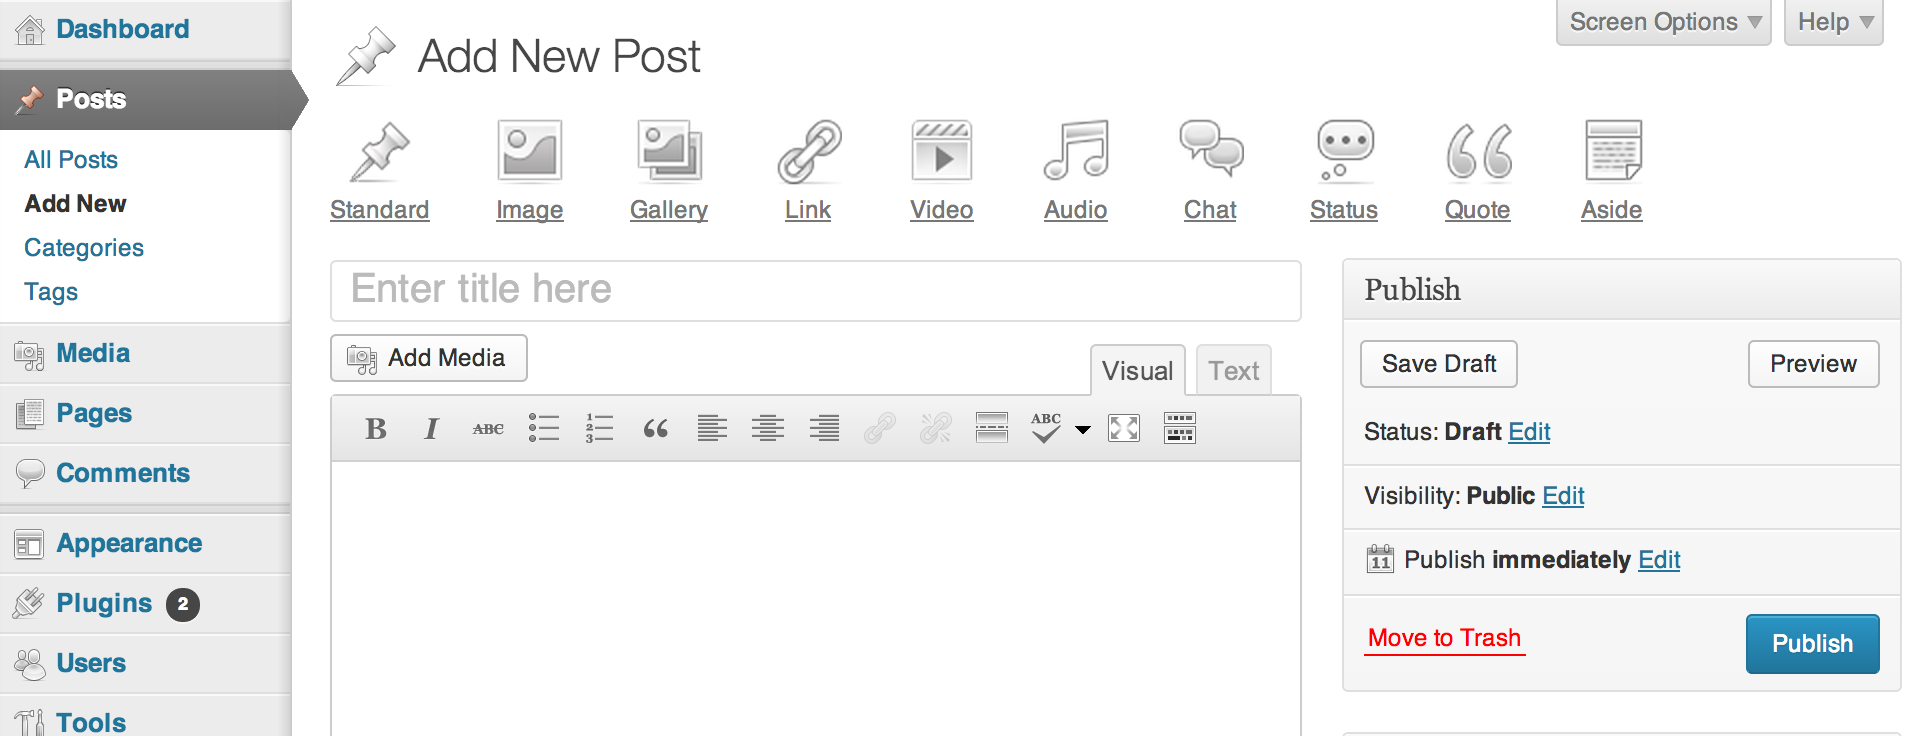 Dashboard
Posts
All Posts
Add New
Categories
Tags
Media
Pages
Comments
Appearance
Plugins 2
Users
Tools
Screen Options Help
Add New Post
Standard Image Gallery Link Video Audio Chat Status Quote Aside
Enter title here
Add Media
Visual Text
B I ABC 1 2 3 ABC
Publish
Save Draft Preview
Status: Draft Edit
Visibility: Public Edit
11 Publish immediately Edit
Move to Trash Publish